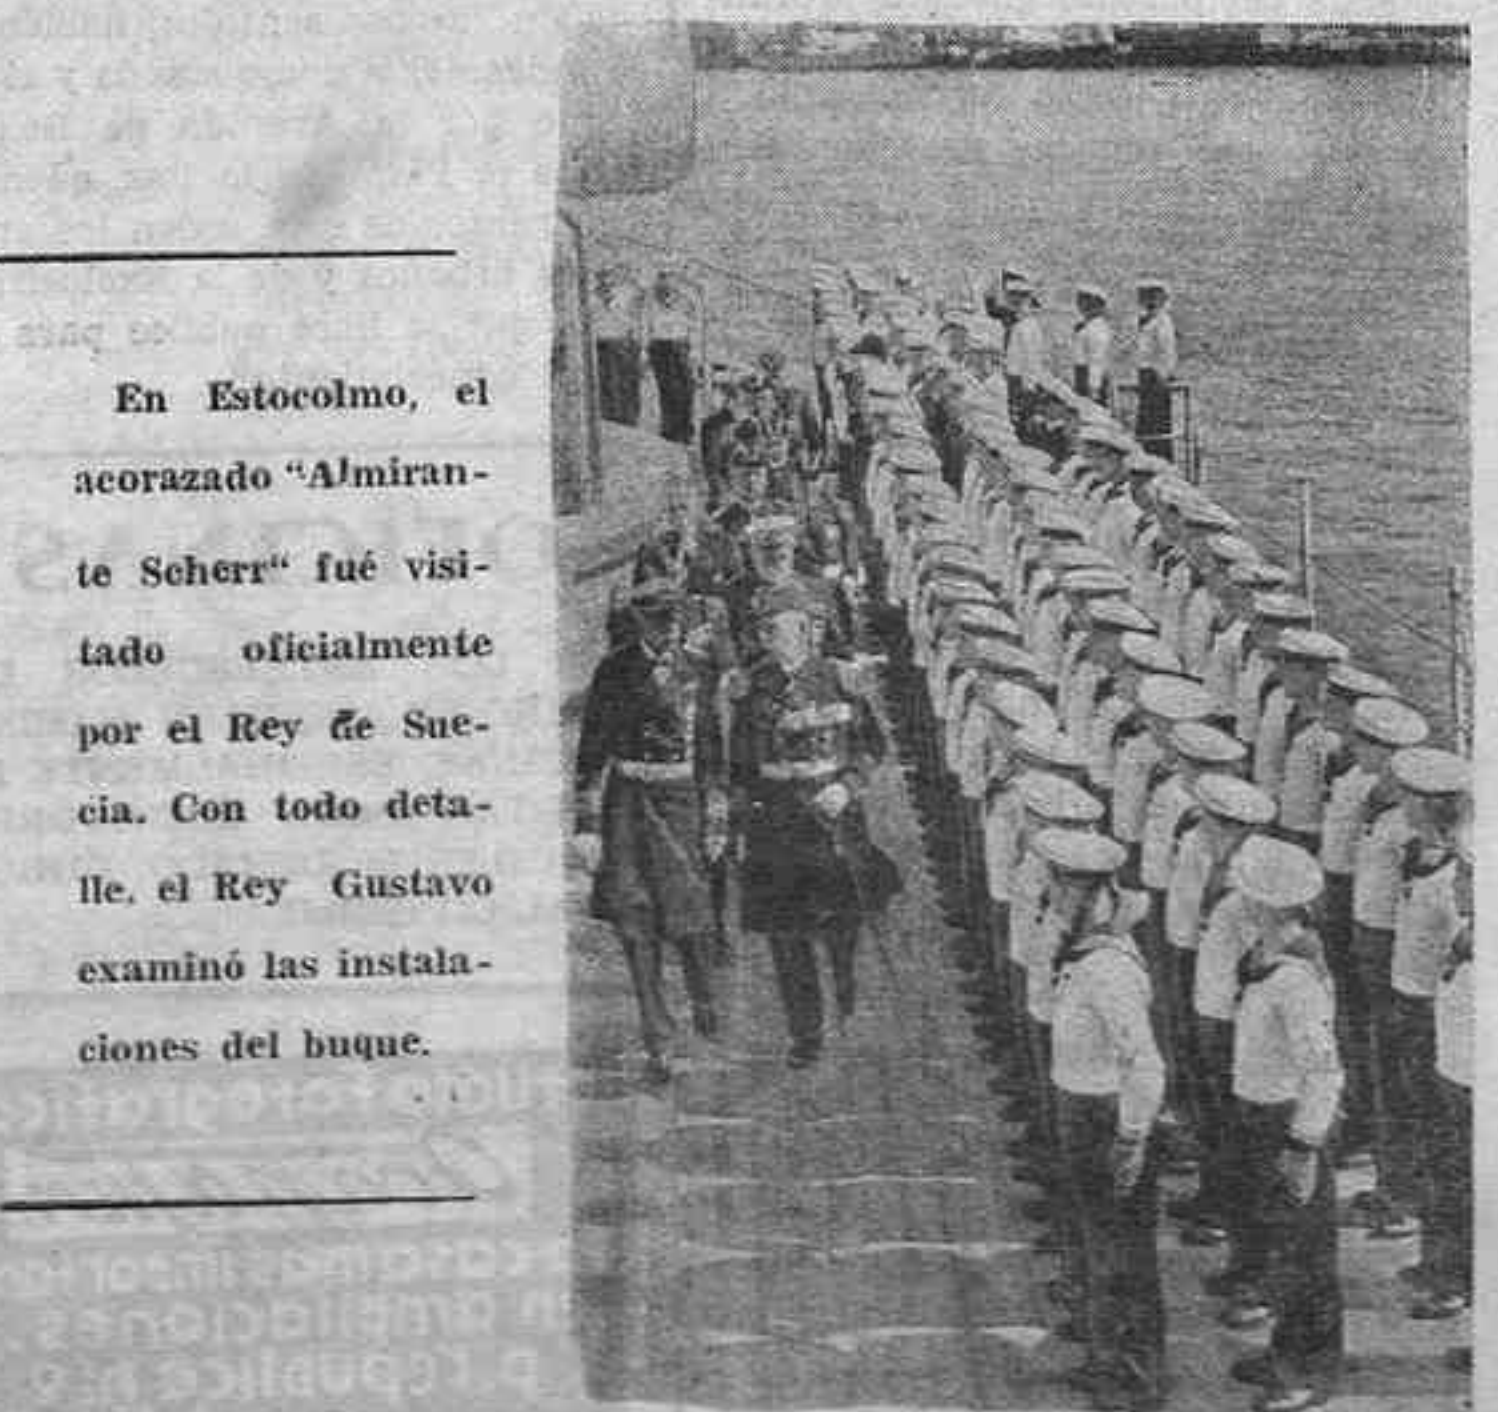 En Estocolmo, el
acorazado “Almiran-
te Scherr“ fué visi-
tado oficialmente
por el Rey de Sue-
cia. Con todo deta-
lle, el Rey Gustavo
examinó las instala-
ciones del buque.